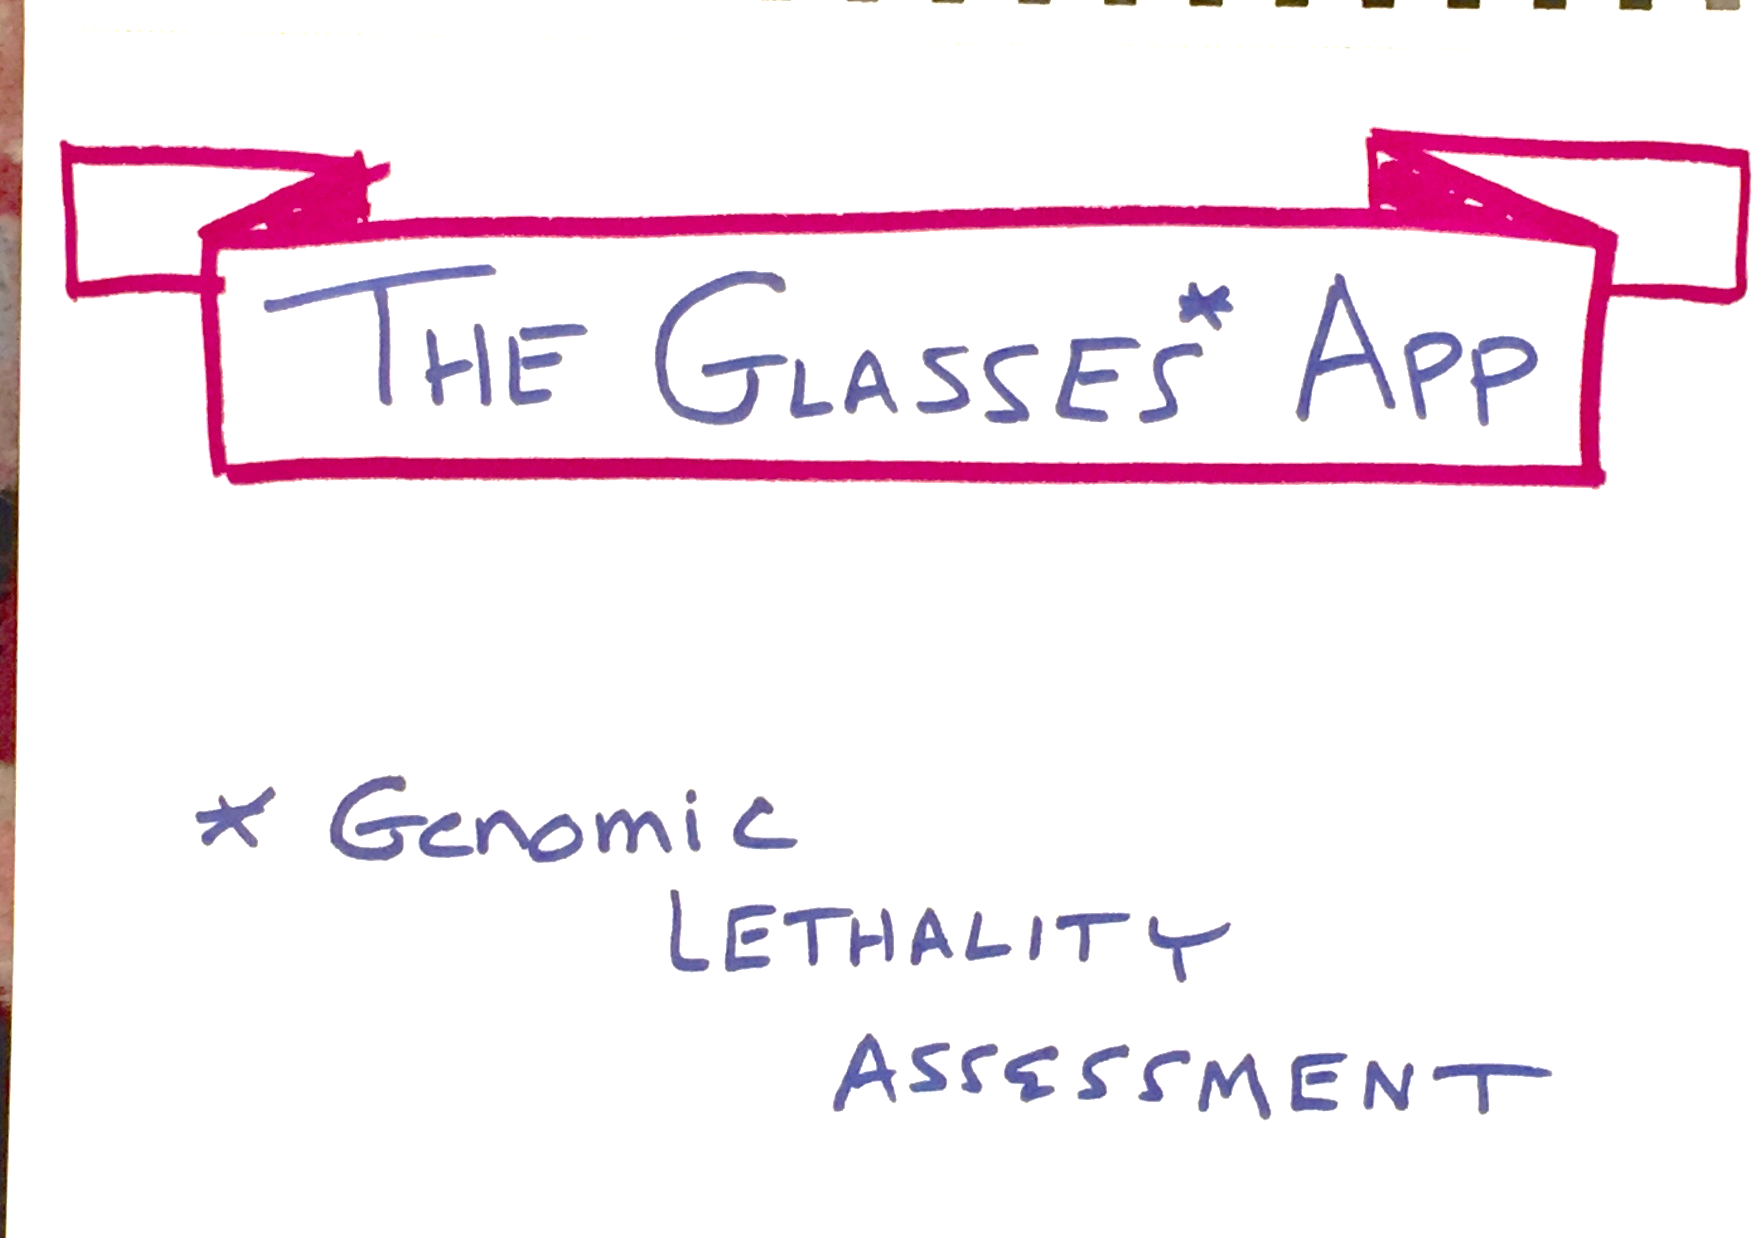 THE GLASSES* APP
* Genomic
LETHALITY
ASSESSMENT